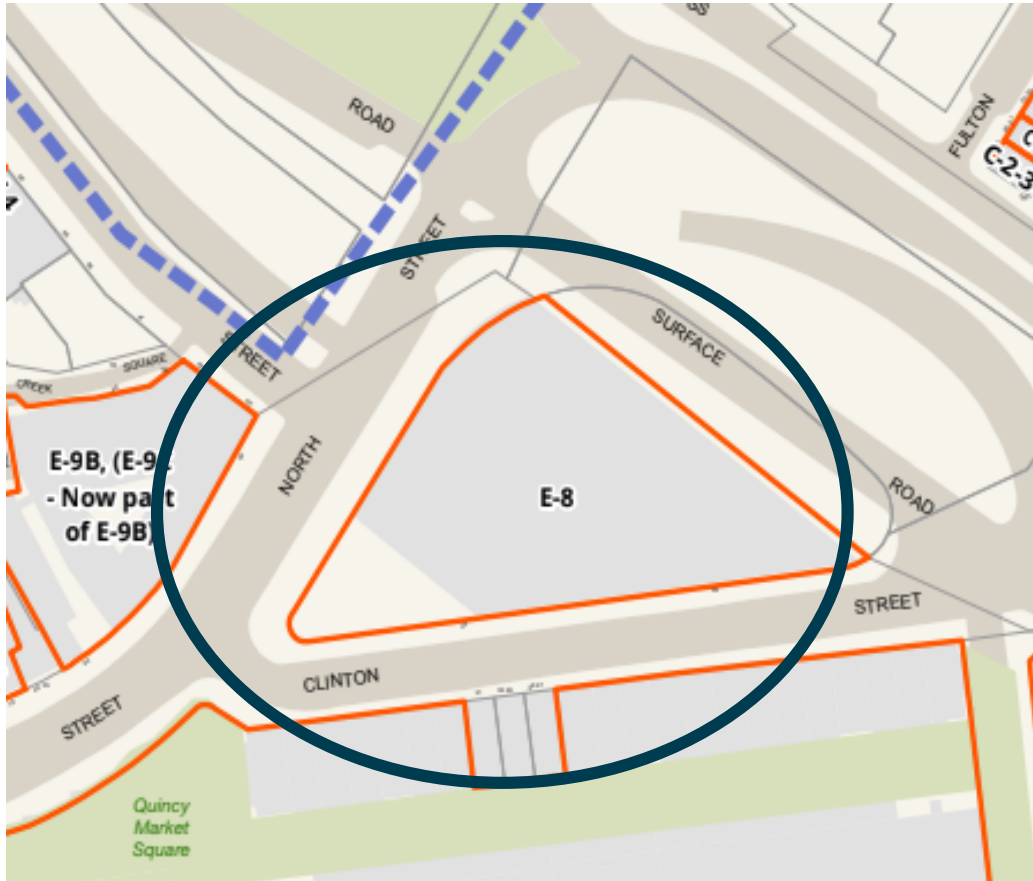 ROAD
FULTON
C-2-3
STREET
SURFACE
STREET
SQUARE
CREEK
NORTH
E-9B, (E-9C
- Now part
of E-9B)
E-8
ROAD
STREET
CLINTON
STREET
Quincy
Market
Square